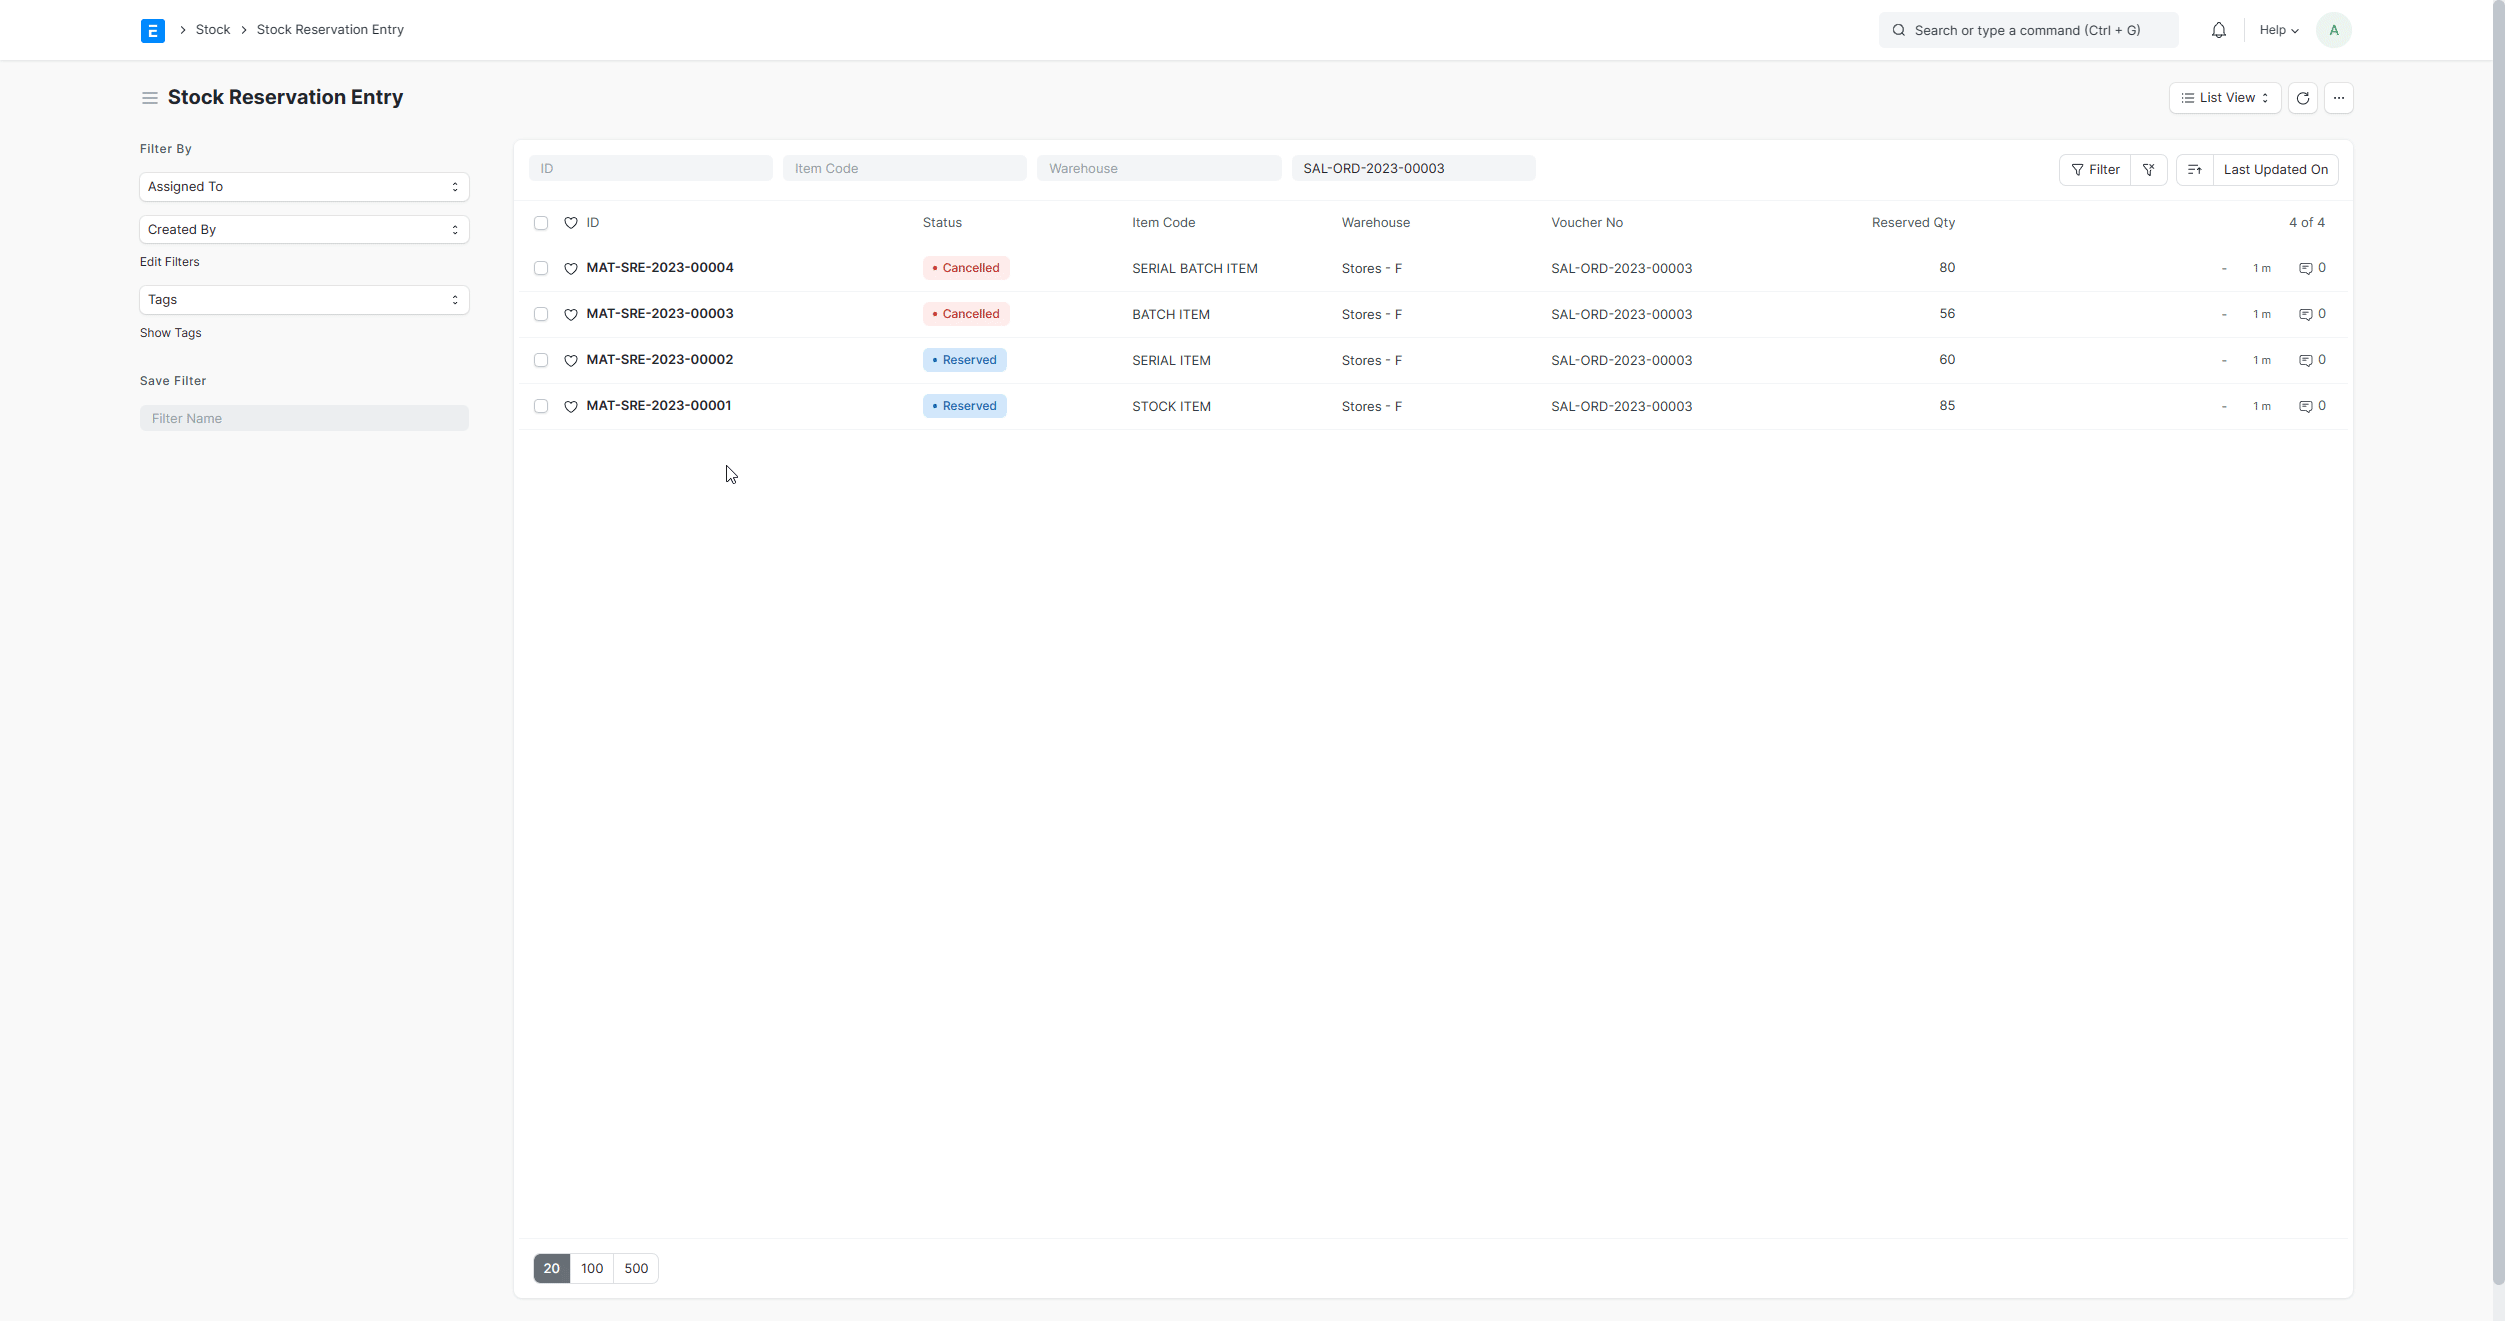 Stock
Stock Reservation Entry
Search or type a command (Ctrl + G)
Help
A
Stock Reservation Entry
List View
Filter By
Assigned To
Created By
Edit Filters
Tags
Show Tags
Save Filter
Filter Name
ID Item Code Warehouse SAL-ORD-2023-00003
Filter Last Updated On
ID Status Item Code Warehouse Voucher No Reserved Qty 4 of 4
MAT-SRE-2023-00004 Cancelled SERIAL BATCH ITEM Stores - F SAL-ORD-2023-00003 80 - 1 m 0
MAT-SRE-2023-00003 Cancelled BATCH ITEM Stores - F SAL-ORD-2023-00003 56 - 1 m 0
MAT-SRE-2023-00002 Reserved SERIAL ITEM Stores - F SAL-ORD-2023-00003 60 - 1 m 0
MAT-SRE-2023-00001 Reserved STOCK ITEM Stores - F SAL-ORD-2023-00003 85 - 1 m 0
20 100 500